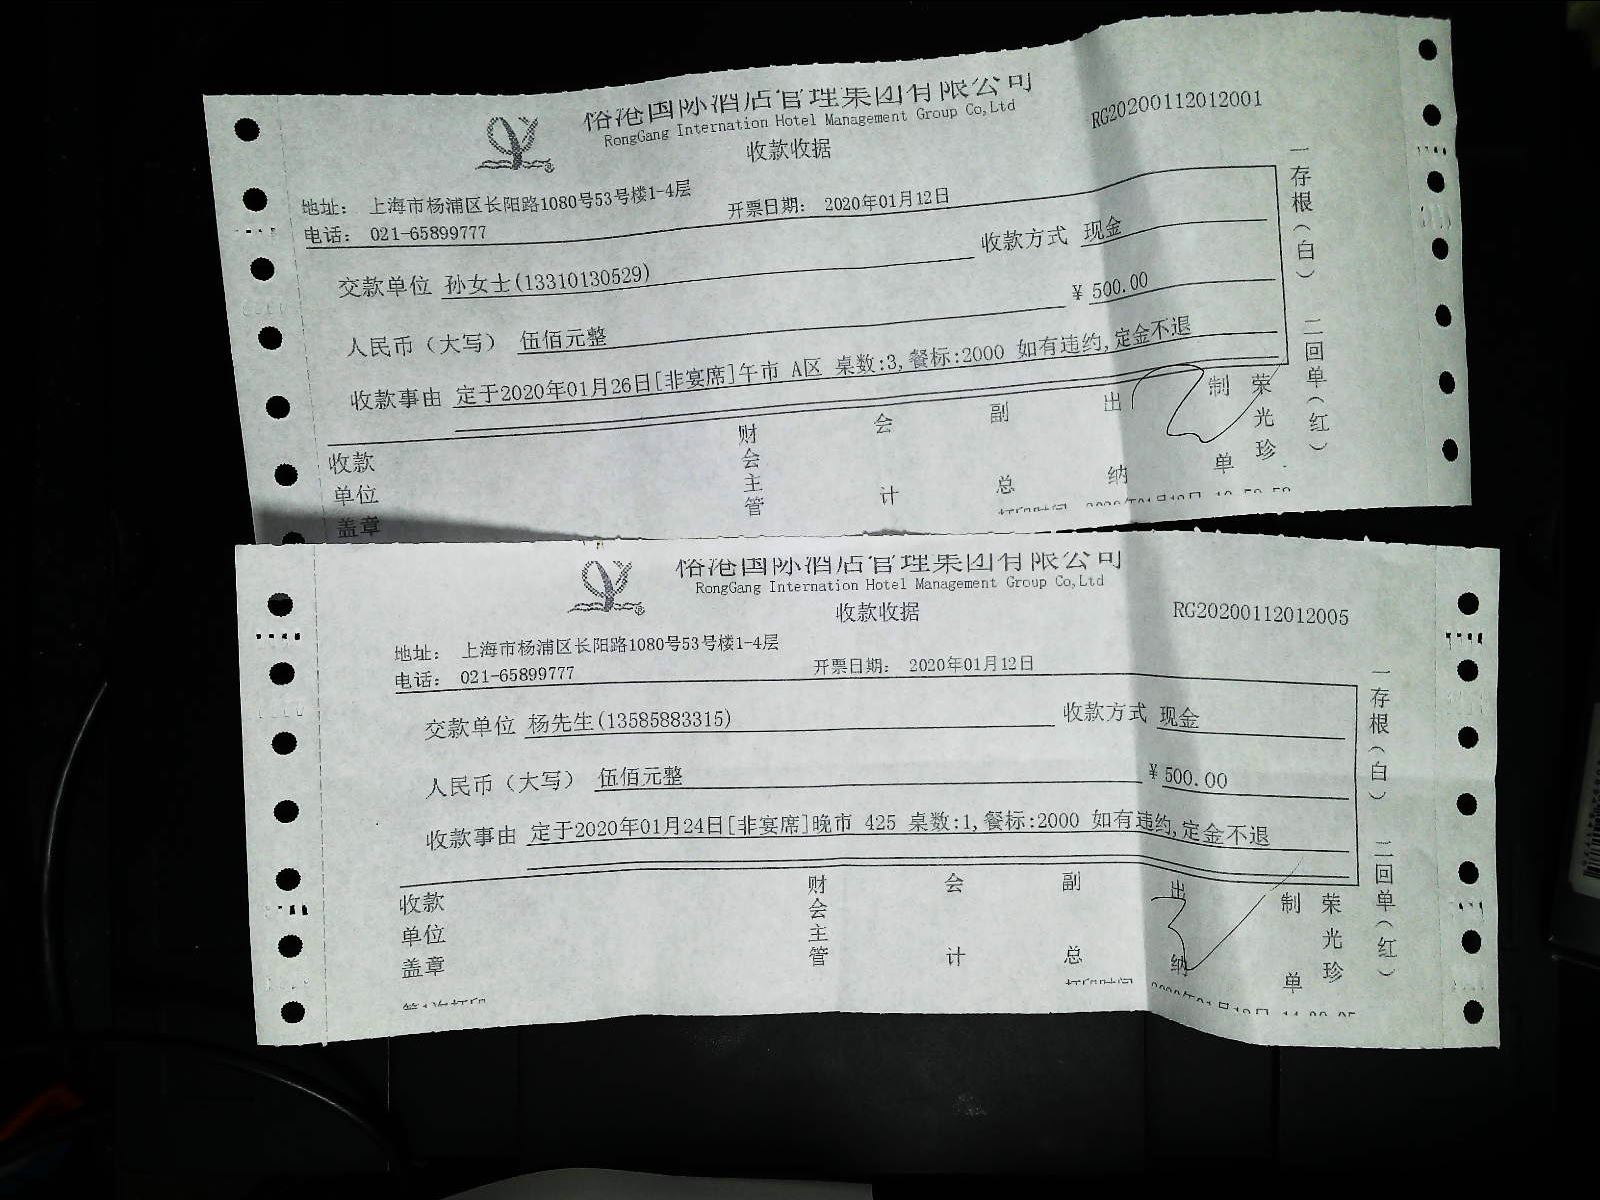 俗港国际酒店管理集团有限公司
RongGang Internation Hotel Management Group Co,Ltd
收款收据
RG20200112012001
地址： 上海市杨浦区长阳路1080号53号楼1-4层
电话： 021-65899777
开票日期： 2020年01月12日
交款单位 孙女士(13310130529)
收款方式 现金
人民币（大写） 伍佰元整
¥ 500.00
收款事由 定于2020年01月26日[非宴席]午市 A区 桌数:3,餐标:2000 如有违约,定金不退
收款单位盖章
财会主管
会计
副总
出纳
制单
荣光珍
一存根（白）
二回单（红）
俗港国际酒店管理集团有限公司
RongGang Internation Hotel Management Group Co,Ltd
收款收据
RG20200112012005
地址： 上海市杨浦区长阳路1080号53号楼1-4层
电话： 021-65899777
开票日期： 2020年01月12日
交款单位 杨先生(13585883315)
收款方式 现金
人民币（大写） 伍佰元整
¥ 500.00
收款事由 定于2020年01月24日[非宴席]晚市 425 桌数:1,餐标:2000 如有违约,定金不退
收款单位盖章
财会主管
会计
副总
出纳
制单
荣光珍
一存根（白）
二回单（红）